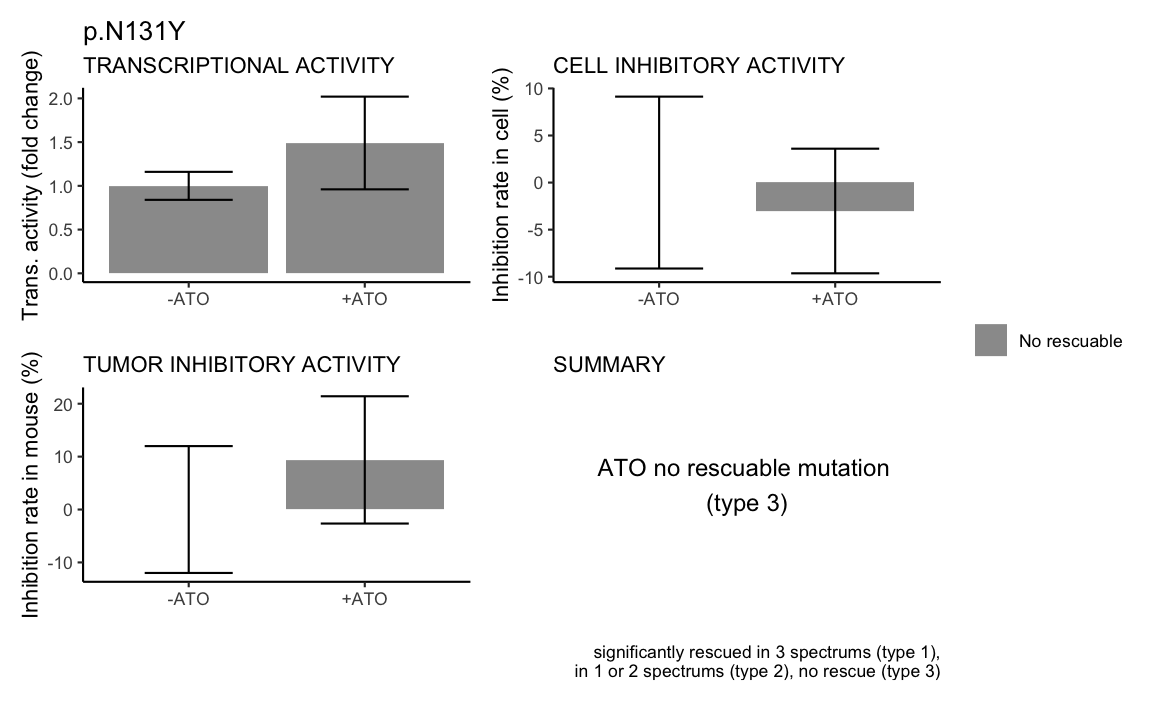 p.N131Y
TRANSCRIPTIONAL ACTIVITY
Trans. activity (fold change)
2.0
1.5
1.0
0.5
0.0
-ATO
+ATO
CELL INHIBITORY ACTIVITY
Inhibition rate in cell (%)
10
5
0
-5
-10
-ATO
+ATO
No rescuable
TUMOR INHIBITORY ACTIVITY
Inhibition rate in mouse (%)
20
10
0
-10
-ATO
+ATO
SUMMARY
ATO no rescuable mutation
(type 3)
significantly rescued in 3 spectrums (type 1),
in 1 or 2 spectrums (type 2), no rescue (type 3)